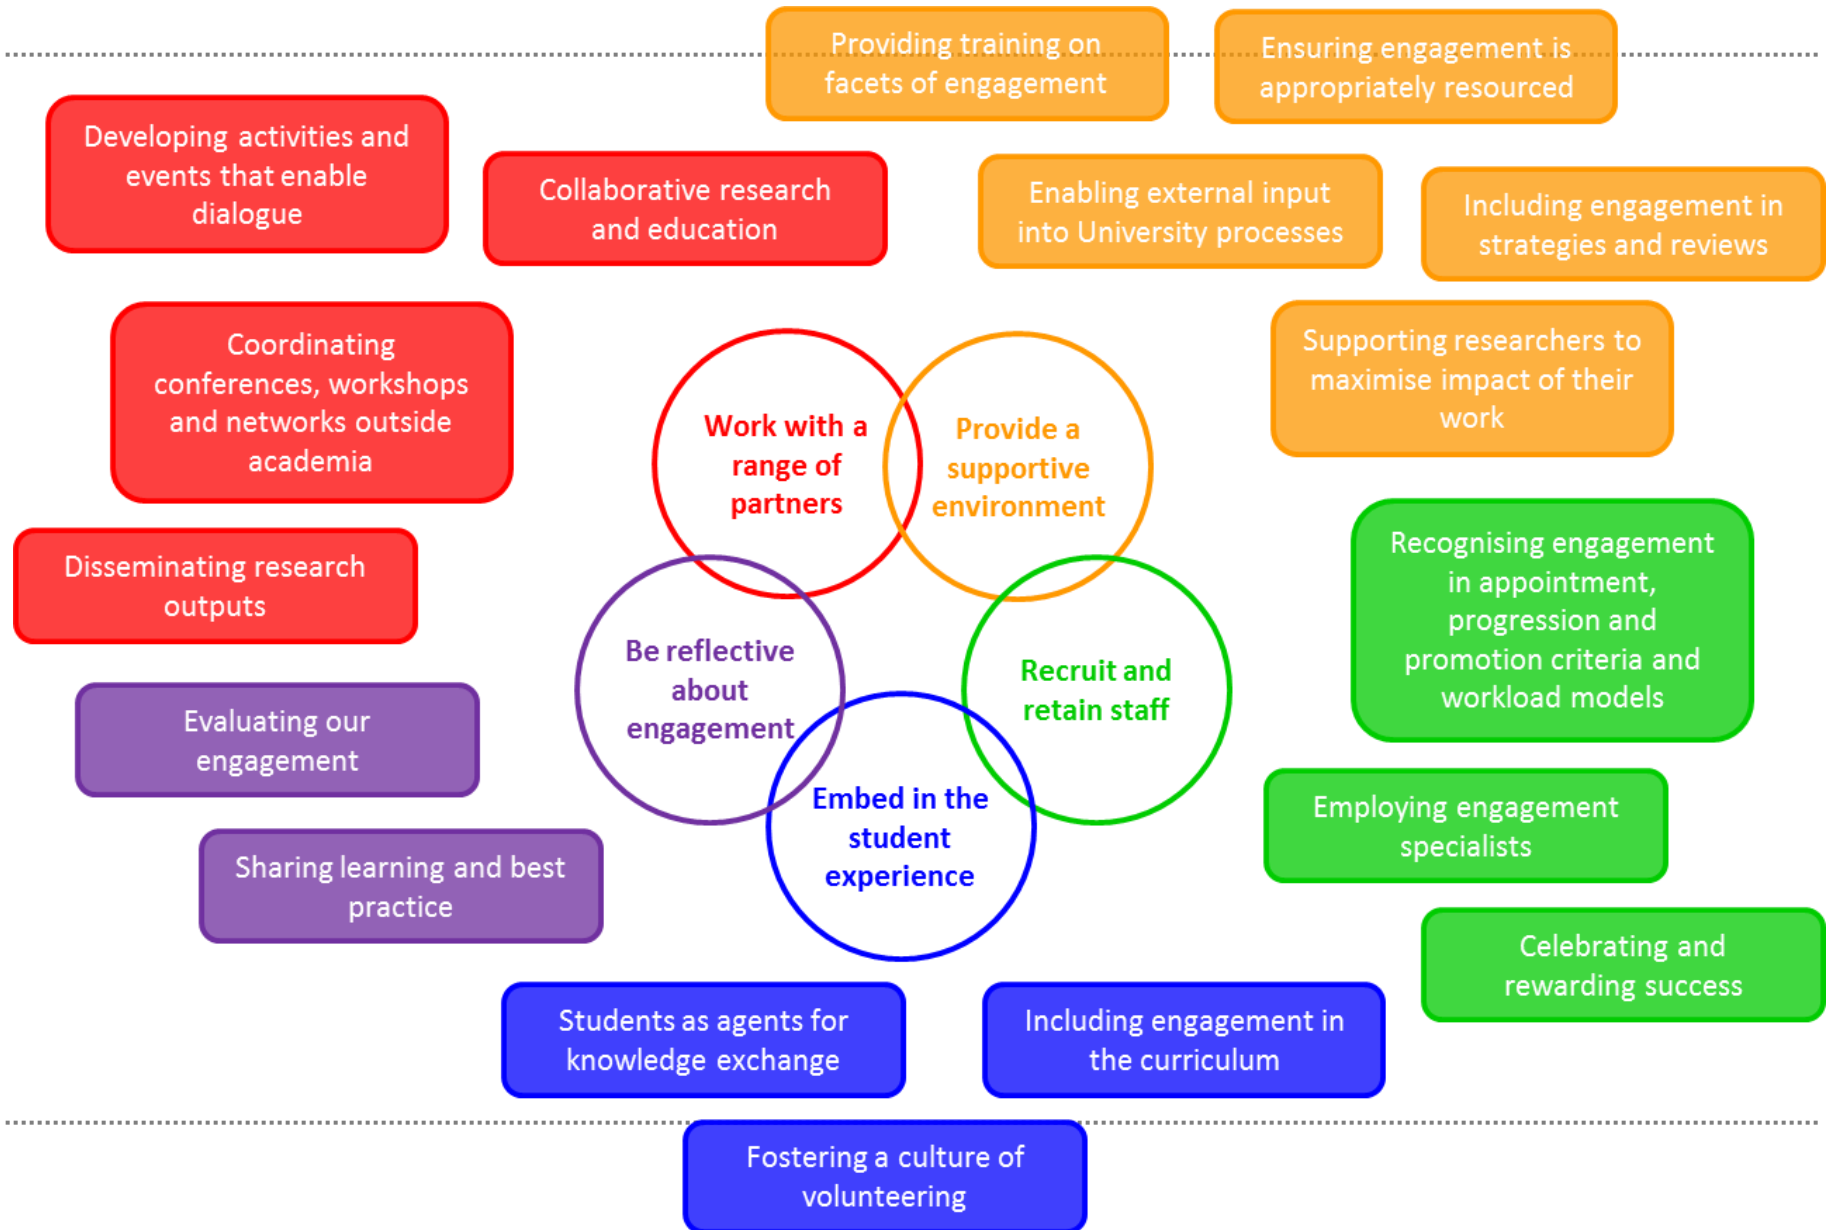 Providing training on
facets of engagement
Ensuring engagement is
appropriately resourced
Developing activities and
events that enable
dialogue
Collaborative research
and education
Enabling external input
into University processes
Including engagement in
strategies and reviews
Coordinating
conferences, workshops
and networks outside
academia
Supporting researchers to
maximise impact of their
work
Work with a
range of
partners
Provide a
supportive
environment
Disseminating research
outputs
Recognising engagement
in appointment,
progression and
promotion criteria and
workload models
Be reflective
about
engagement
Recruit and
retain staff
Evaluating our
engagement
Embed in the
student
experience
Employing engagement
specialists
Sharing learning and best
practice
Celebrating and
rewarding success
Students as agents for
knowledge exchange
Including engagement in
the curriculum
Fostering a culture of
volunteering